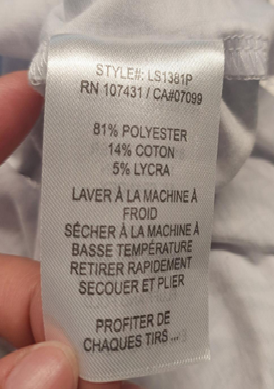 STYLE#: LS1381P
RN 107431 / CA#07099
81% POLYESTER
14% COTON
5% LYCRA
LAVER À LA MACHINE À
FROID
SÉCHER À LA MACHINE À
BASSE TEMPÉRATURE
RETIRER RAPIDEMENT
SECOUER ET PLIER
PROFITER DE
CHAQUES TIRS...